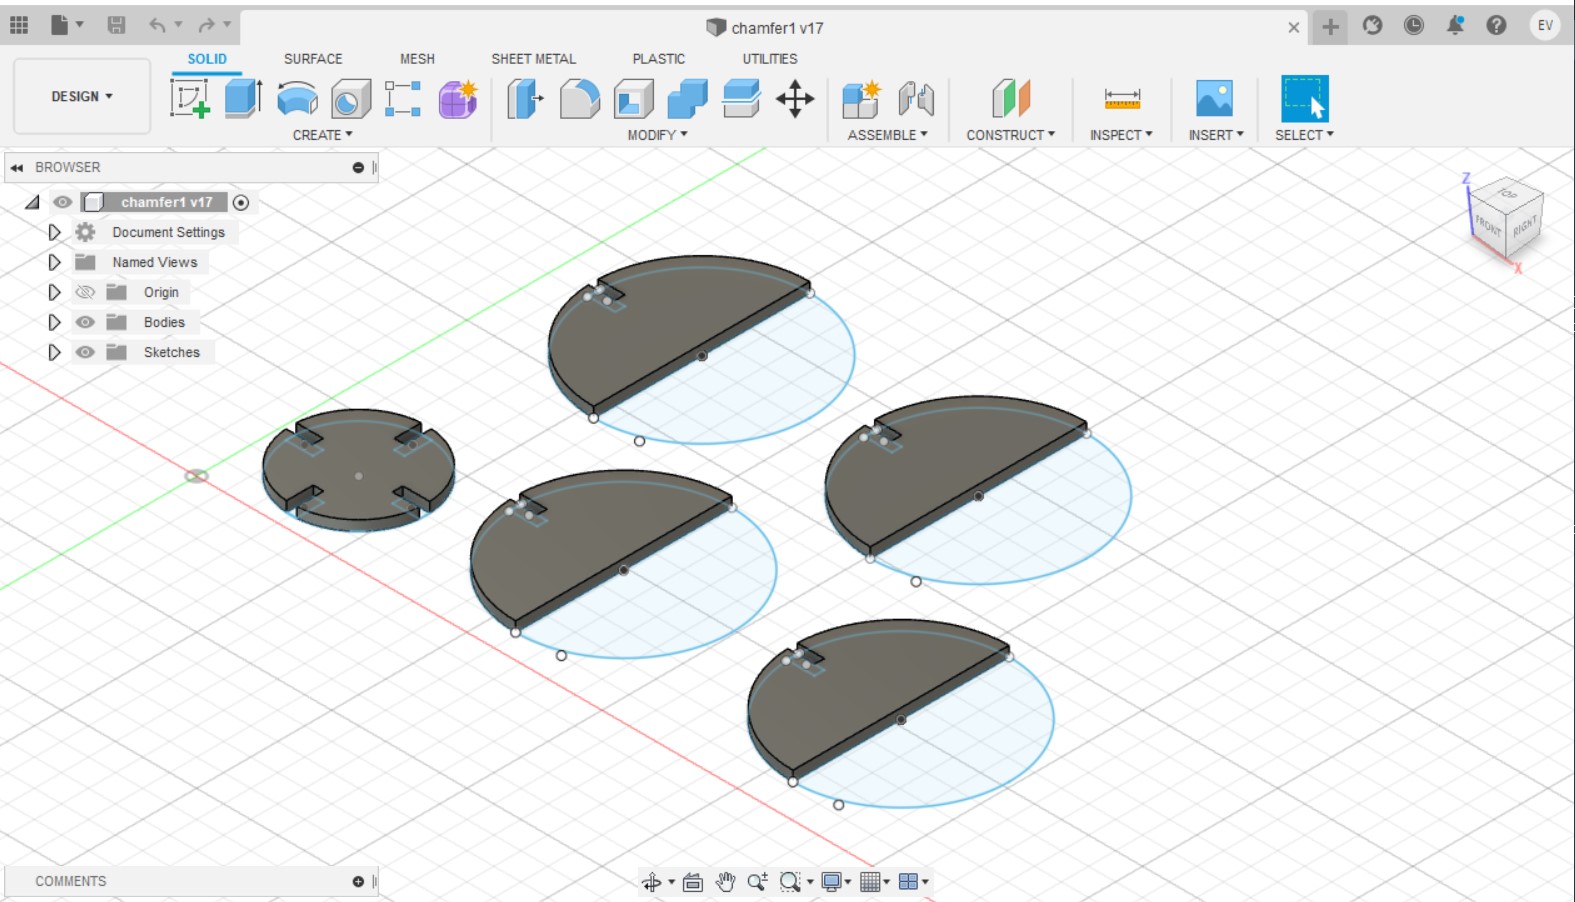 chamfer1 v17
EV
SOLID
SURFACE
MESH
SHEET METAL
PLASTIC
UTILITIES
DESIGN
CREATE
MODIFY
ASSEMBLE
CONSTRUCT
INSPECT
INSERT
SELECT
BROWSER
chamfer1 v17
Document Settings
Named Views
Origin
Bodies
Sketches
Z
TOP
FRONT
RIGHT
X
COMMENTS